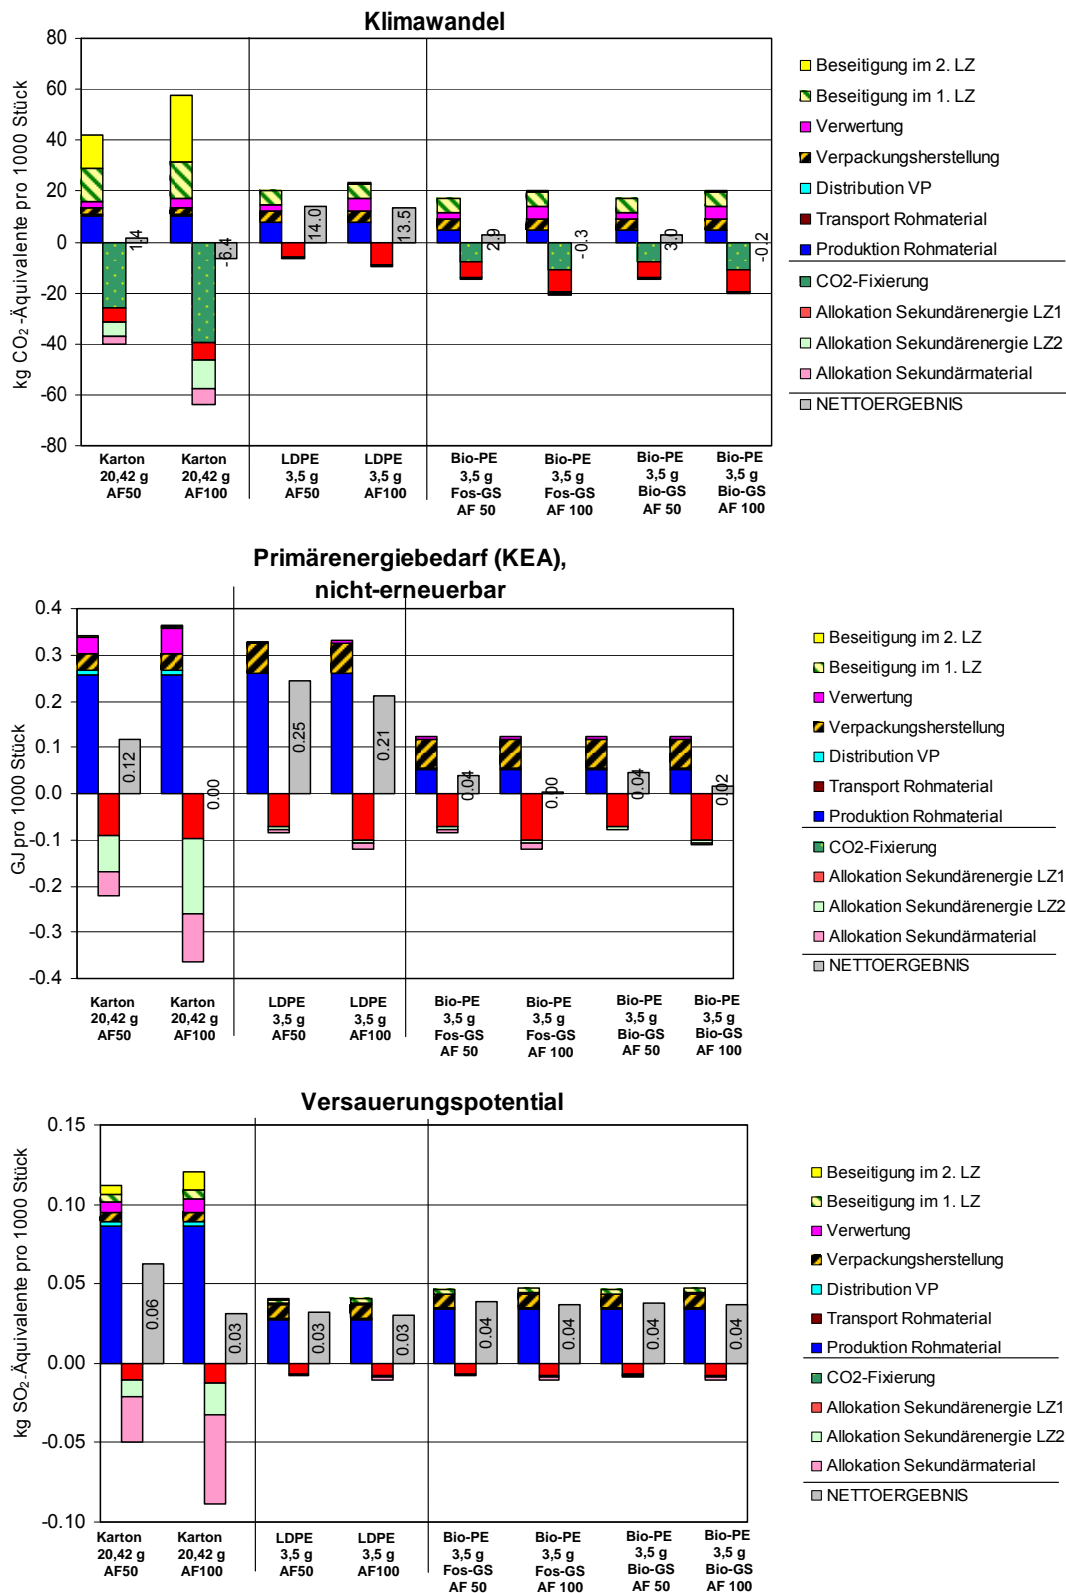 Klimawandel
kg CO₂-Äquivalente pro 1000 Stück
80
60
40
20
0
-20
-40
-60
-80
1.4
-6.4
14.0
13.5
2.9
-0.3
3.0
-0.2
Karton 20,42 g AF50
Karton 20,42 g AF100
LDPE 3,5 g AF50
LDPE 3,5 g AF100
Bio-PE 3,5 g Fos-GS AF 50
Bio-PE 3,5 g Fos-GS AF 100
Bio-PE 3,5 g Bio-GS AF 50
Bio-PE 3,5 g Bio-GS AF 100
Beseitigung im 2. LZ
Beseitigung im 1. LZ
Verwertung
Verpackungsherstellung
Distribution VP
Transport Rohmaterial
Produktion Rohmaterial
CO2-Fixierung
Allokation Sekundärenergie LZ1
Allokation Sekundärenergie LZ2
Allokation Sekundärmaterial
NETTOERGEBNIS
Primärenergiebedarf (KEA),
nicht-erneuerbar
GJ pro 1000 Stück
0.4
0.3
0.2
0.1
0.0
-0.1
-0.2
-0.3
-0.4
0.12
0.00
0.25
0.21
0.04
0.00
0.04
0.02
Karton 20,42 g AF50
Karton 20,42 g AF100
LDPE 3,5 g AF50
LDPE 3,5 g AF100
Bio-PE 3,5 g Fos-GS AF 50
Bio-PE 3,5 g Fos-GS AF 100
Bio-PE 3,5 g Bio-GS AF 50
Bio-PE 3,5 g Bio-GS AF 100
Beseitigung im 2. LZ
Beseitigung im 1. LZ
Verwertung
Verpackungsherstellung
Distribution VP
Transport Rohmaterial
Produktion Rohmaterial
CO2-Fixierung
Allokation Sekundärenergie LZ1
Allokation Sekundärenergie LZ2
Allokation Sekundärmaterial
NETTOERGEBNIS
Versauerungspotential
kg SO₂-Äquivalente pro 1000 Stück
0.15
0.10
0.05
0.00
-0.05
-0.10
0.06
0.03
0.03
0.03
0.04
0.04
0.04
0.04
Karton 20,42 g AF50
Karton 20,42 g AF100
LDPE 3,5 g AF50
LDPE 3,5 g AF100
Bio-PE 3,5 g Fos-GS AF 50
Bio-PE 3,5 g Fos-GS AF 100
Bio-PE 3,5 g Bio-GS AF 50
Bio-PE 3,5 g Bio-GS AF 100
Beseitigung im 2. LZ
Beseitigung im 1. LZ
Verwertung
Verpackungsherstellung
Distribution VP
Transport Rohmaterial
Produktion Rohmaterial
CO2-Fixierung
Allokation Sekundärenergie LZ1
Allokation Sekundärenergie LZ2
Allokation Sekundärmaterial
NETTOERGEBNIS